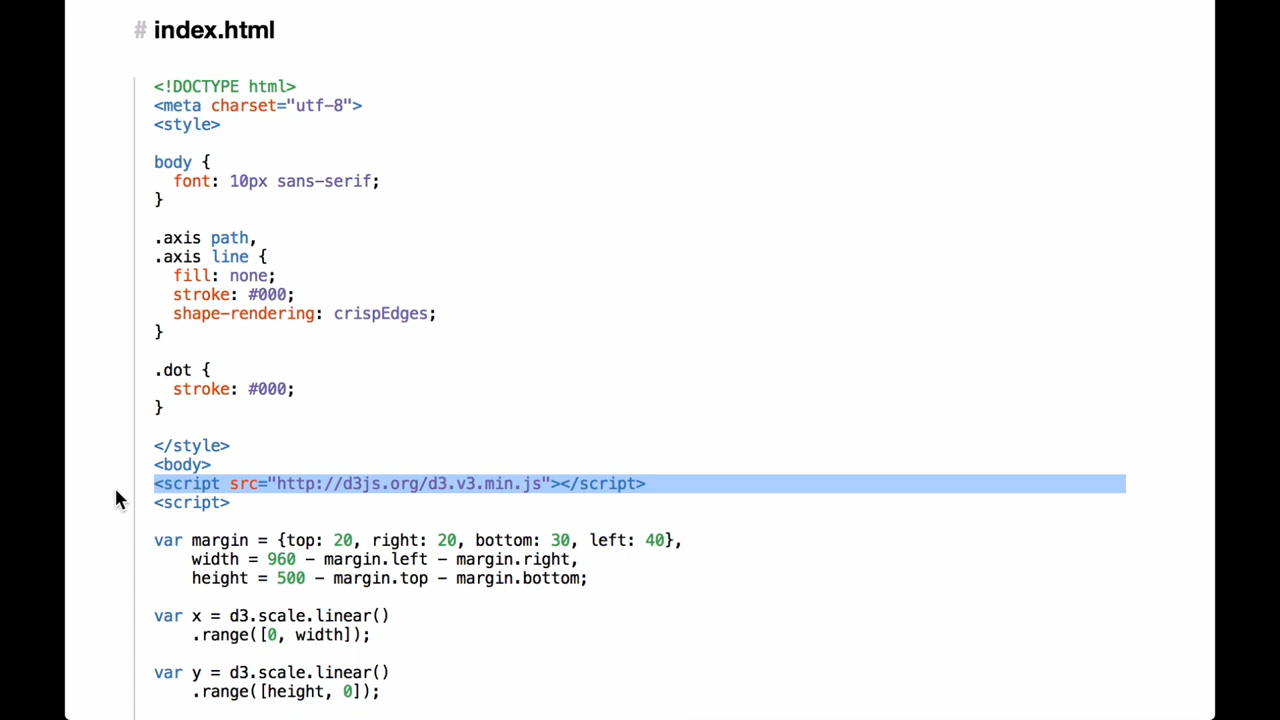 # index.html
<!DOCTYPE html>
<meta charset="utf-8">
<style>
body {
  font: 10px sans-serif;
}
.axis path,
.axis line {
  fill: none;
  stroke: #000;
  shape-rendering: crispEdges;
}
.dot {
  stroke: #000;
}
</style>
<body>
<script src="http://d3js.org/d3.v3.min.js"></script>
<script>
var margin = {top: 20, right: 20, bottom: 30, left: 40},
    width = 960 - margin.left - margin.right,
    height = 500 - margin.top - margin.bottom;
var x = d3.scale.linear()
    .range([0, width]);
var y = d3.scale.linear()
    .range([height, 0]);